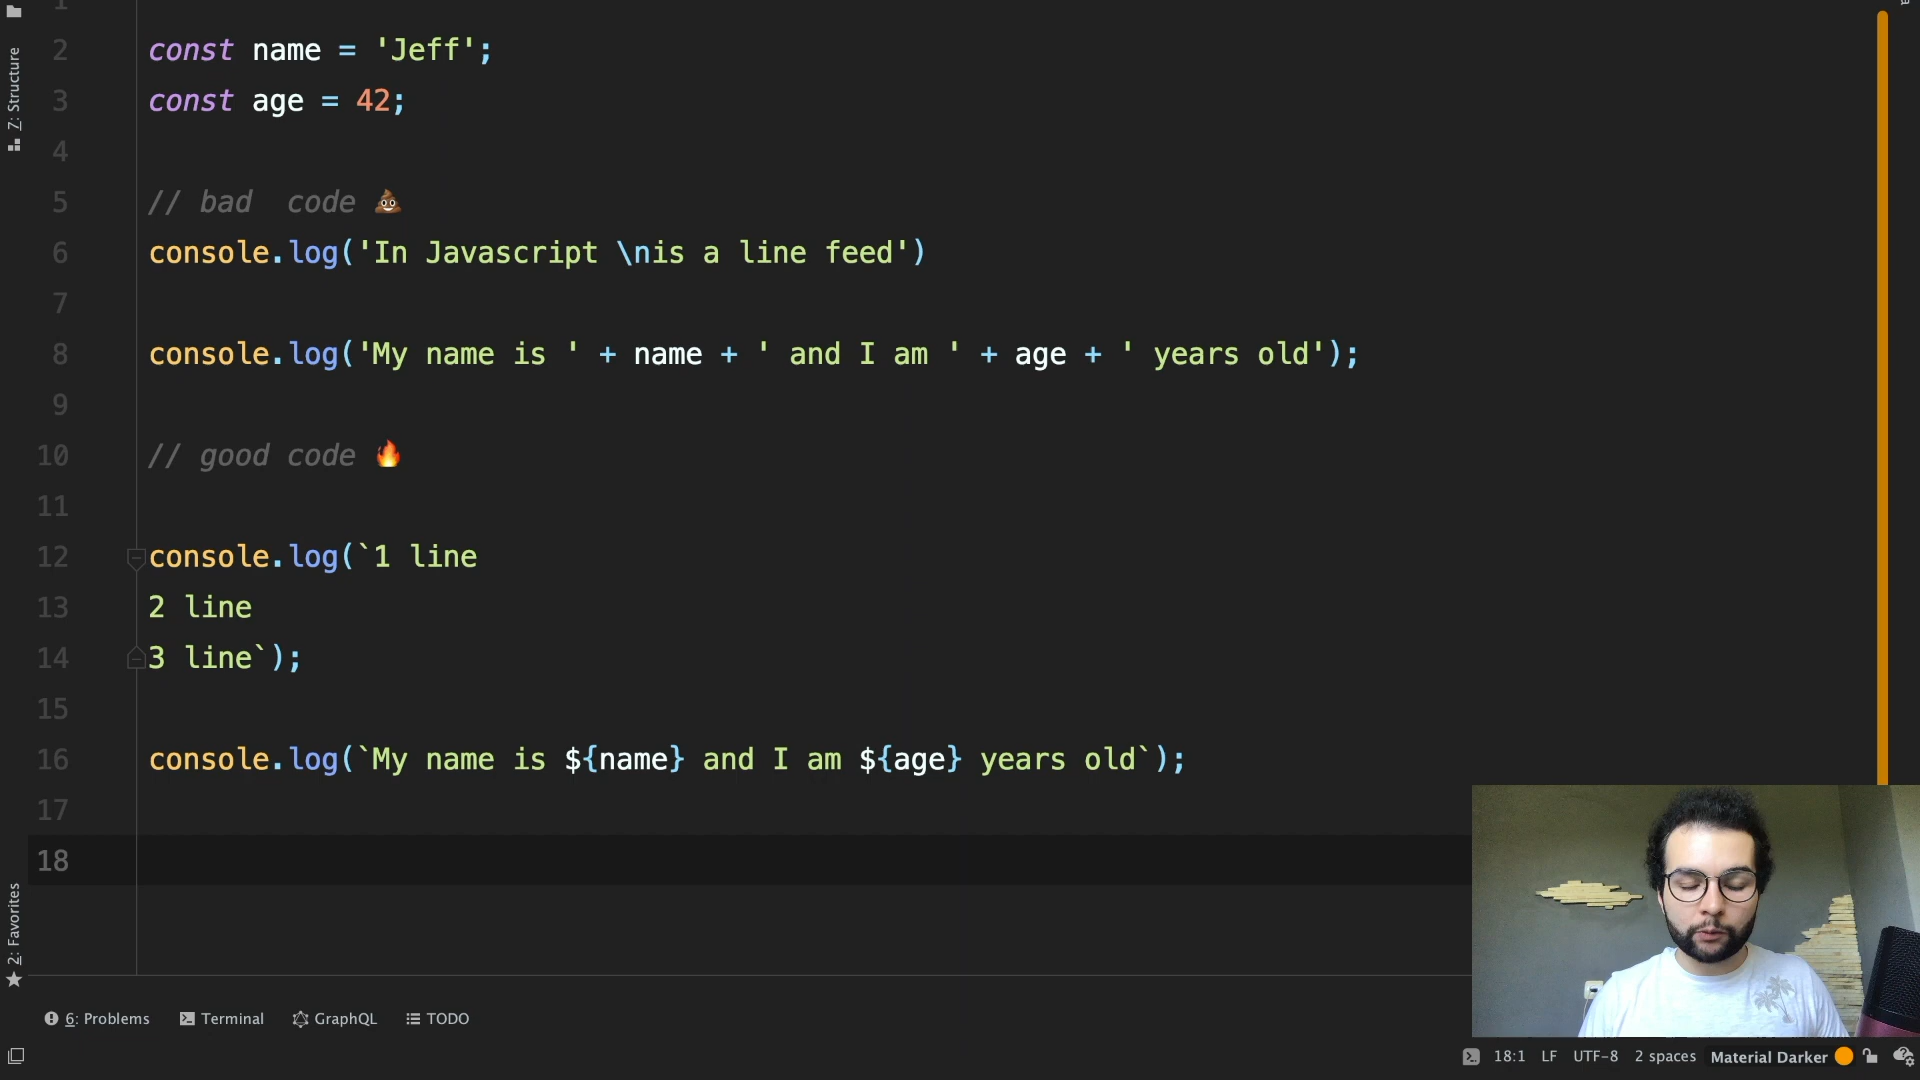 1
2 const name = 'Jeff';
3 const age = 42;
4
5 // bad  code 💩
6 console.log('In Javascript \nis a line feed')
7
8 console.log('My name is ' + name + ' and I am ' + age + ' years old');
9
10 // good code 🔥
11
12 console.log(`1 line
13 2 line
14 3 line`);
15
16 console.log(`My name is ${name} and I am ${age} years old`);
17
18
Z: Structure
2: Favorites
6: Problems Terminal GraphQL TODO
18:1 LF UTF-8 2 spaces Material Darker